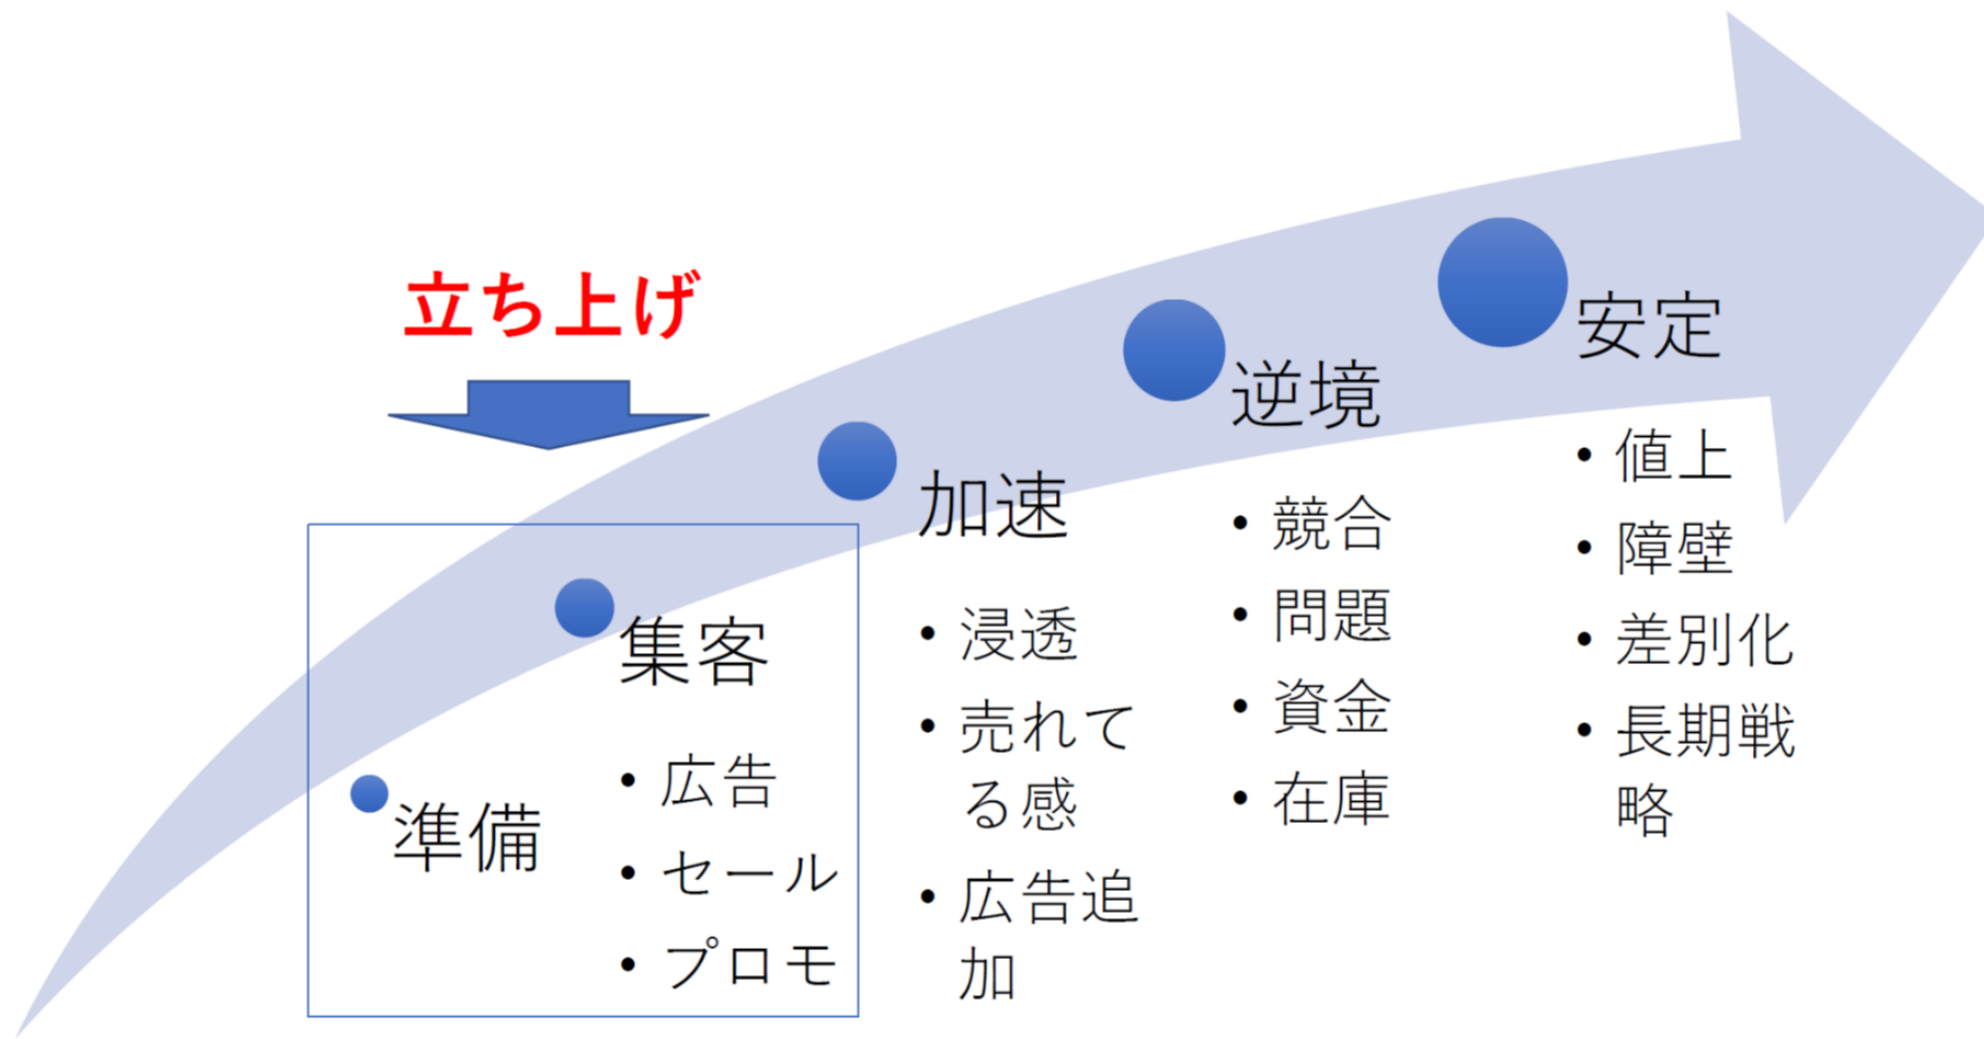 立ち上げ
準備
集客
• 広告
• セール
• プロモ
加速
• 浸透
• 売れて
る感
• 広告追
加
逆境
• 競合
• 問題
• 資金
• 在庫
安定
• 値上
• 障壁
• 差別化
• 長期戦
略